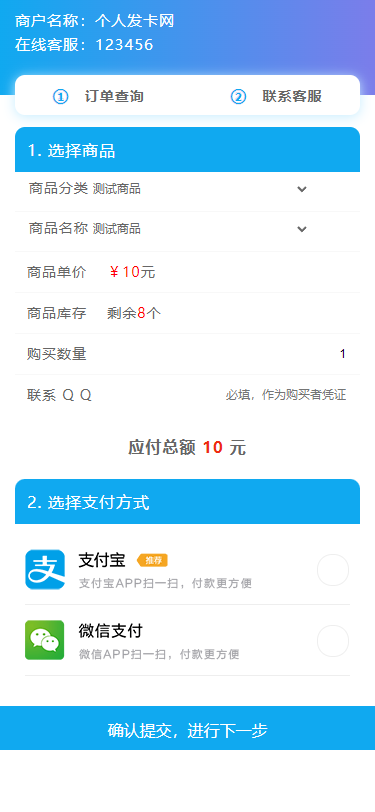 商户名称：个人发卡网
在线客服：123456
① 订单查询 ② 联系客服
1. 选择商品
商品分类 测试商品
商品名称 测试商品
商品单价 ￥10元
商品库存 剩余8个
购买数量 1
联系 Q Q 必填，作为购买者凭证
应付总额 10 元
2. 选择支付方式
支付宝 推荐
支付宝APP扫一扫，付款更方便
微信支付
微信APP扫一扫，付款更方便
确认提交，进行下一步